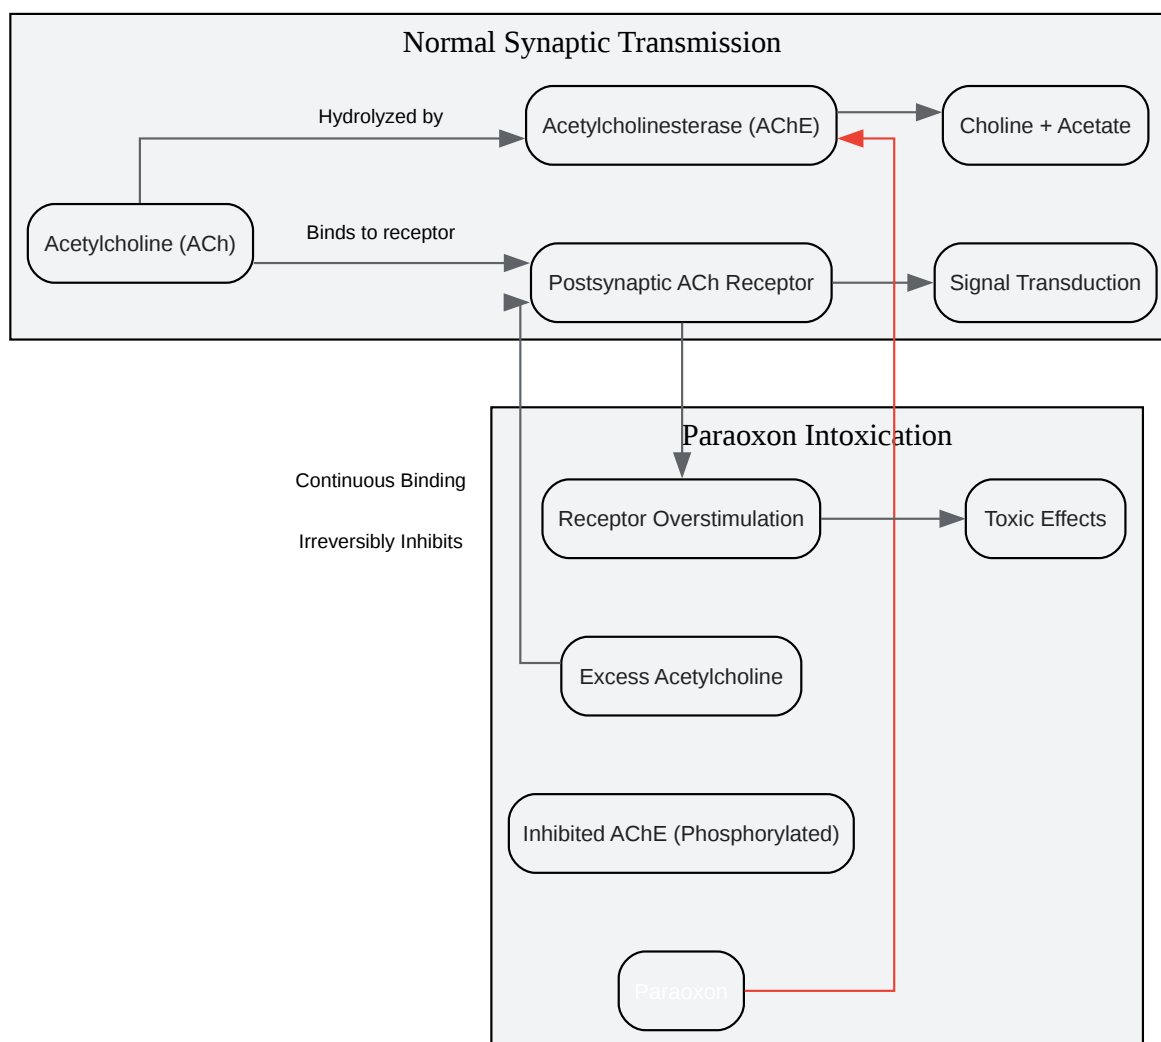 Normal Synaptic Transmission
Hydrolyzed by
Acetylcholinesterase (AChE)
Choline + Acetate
Acetylcholine (ACh)
Binds to receptor
Postsynaptic ACh Receptor
Signal Transduction
Paraoxon Intoxication
Continuous Binding
Irreversibly Inhibits
Receptor Overstimulation
Toxic Effects
Excess Acetylcholine
Inhibited AChE (Phosphorylated)
Paraoxon